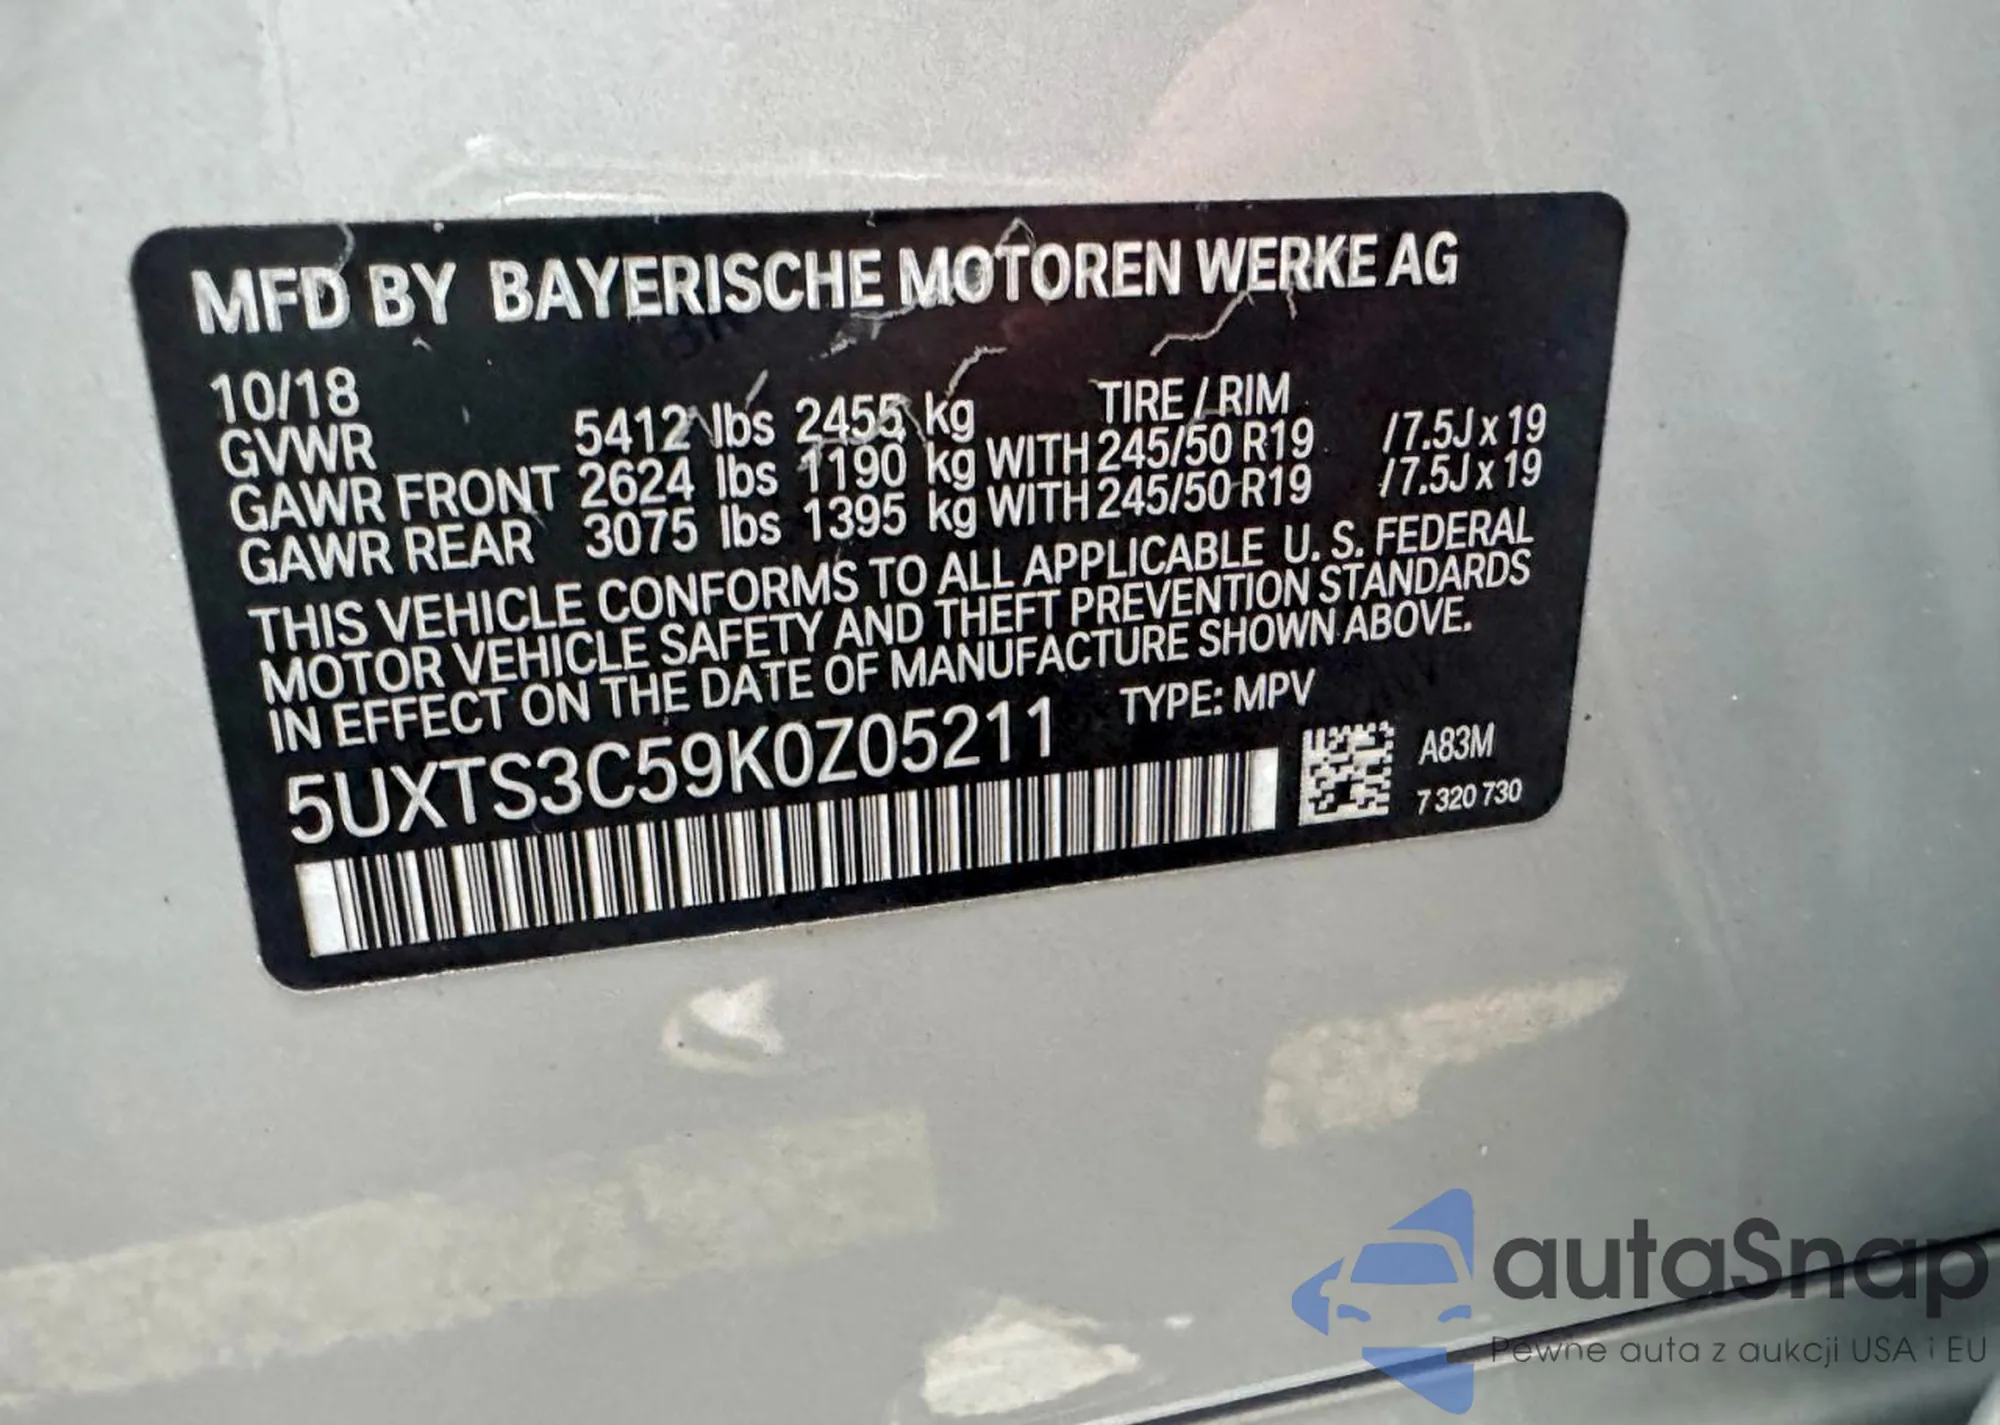 MFD BY BAYERISCHE MOTOREN WERKE AG
10/18 TIRE / RIM
GVWR 5412 lbs 2455 kg
GAWR FRONT 2624 lbs 1190 kg WITH 245/50 R19 /7.5J x 19
GAWR REAR 3075 lbs 1395 kg WITH 245/50 R19 /7.5J x 19
THIS VEHICLE CONFORMS TO ALL APPLICABLE U. S. FEDERAL
MOTOR VEHICLE SAFETY AND THEFT PREVENTION STANDARDS
IN EFFECT ON THE DATE OF MANUFACTURE SHOWN ABOVE.
5UXTS3C59K0Z05211 TYPE: MPV
A83M
7 320 730
autaSnap
Pewne auta z aukcji USA i EU